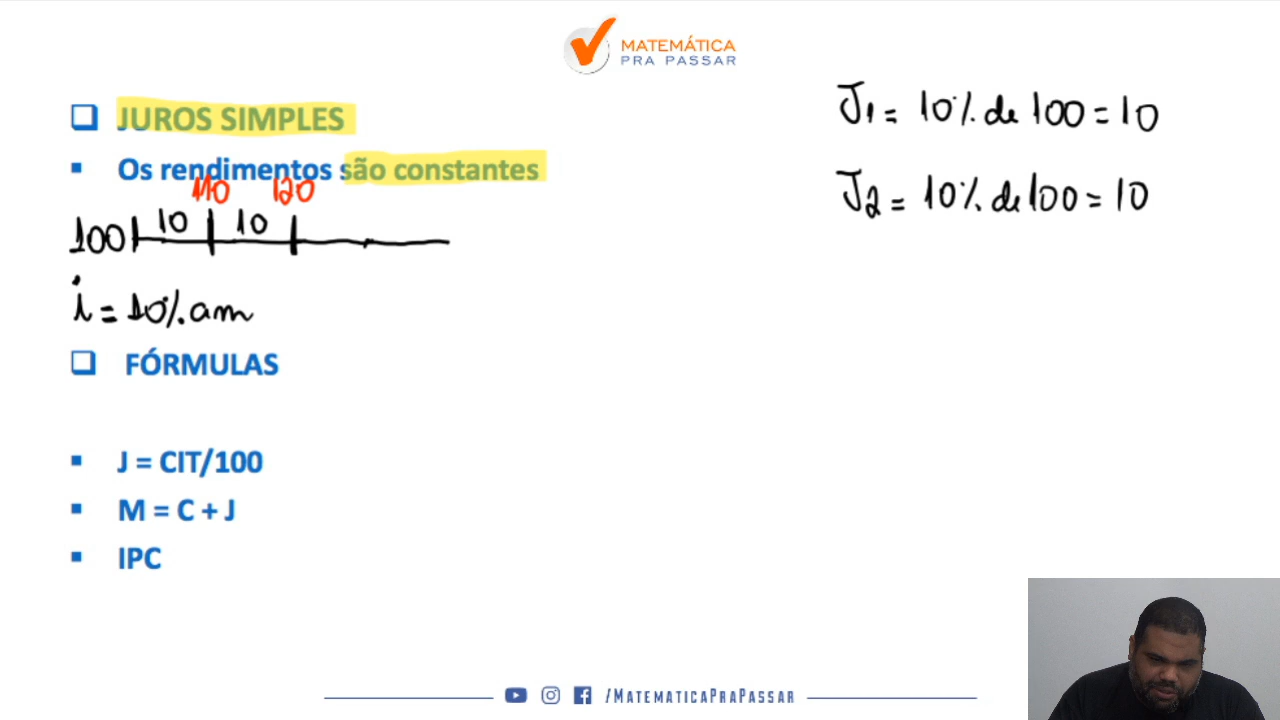 MATEMÁTICA
PRA PASSAR
JUROS SIMPLES
Os rendimentos são constantes
110 120
100 10 10
i = 10% am
J1 = 10% de 100 = 10
J2 = 10% de 100 = 10
FÓRMULAS
J = CIT/100
M = C + J
IPC
/MATEMATICAPRAPASSAR